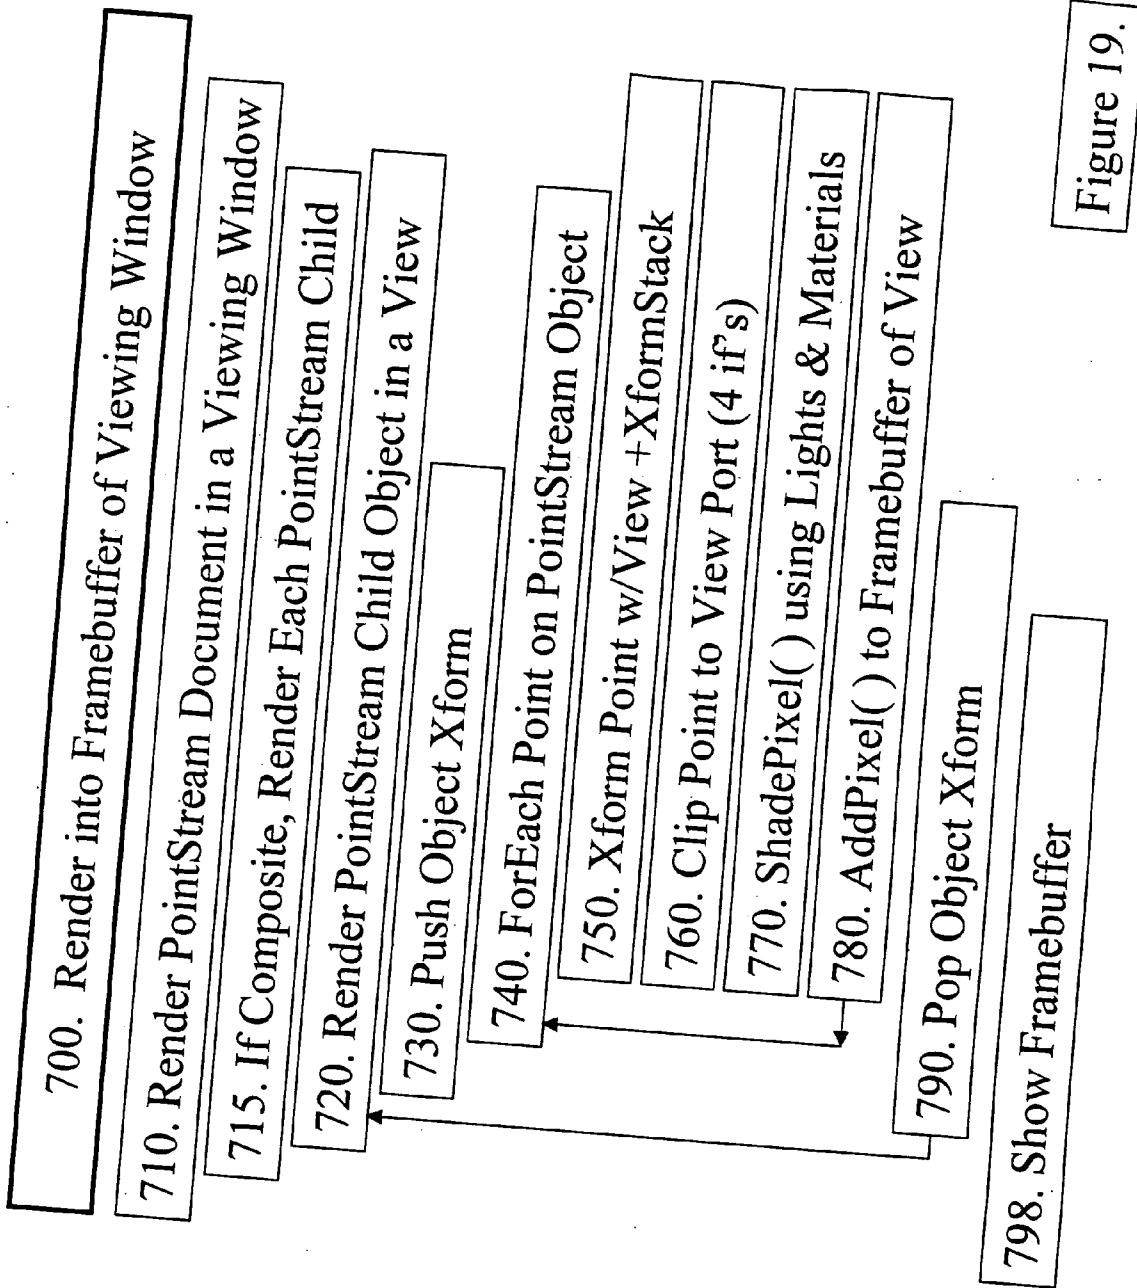 700. Render into Framebuffer of Viewing Window
710. Render PointStream Document in a Viewing Window
715. If Composite, Render Each PointStream Child
720. Render PointStream Child Object in a View
730. Push Object Xform
740. ForEach Point on PointStream Object
750. Xform Point w/View +XformStack
760. Clip Point to View Port (4 if's)
770. ShadePixel( ) using Lights & Materials
780. AddPixel( ) to Framebuffer of View
790. Pop Object Xform
798. Show Framebuffer
Figure 19.